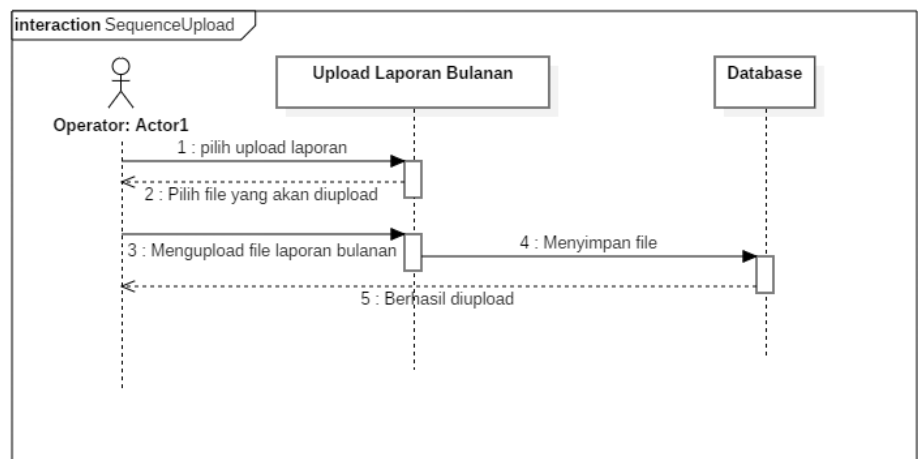 interaction SequenceUpload
Upload Laporan Bulanan
Database
Operator: Actor1
1 : pilih upload laporan
2 : Pilih file yang akan diupload
3 : Mengupload file laporan bulanan
4 : Menyimpan file
5 : Berhasil diupload